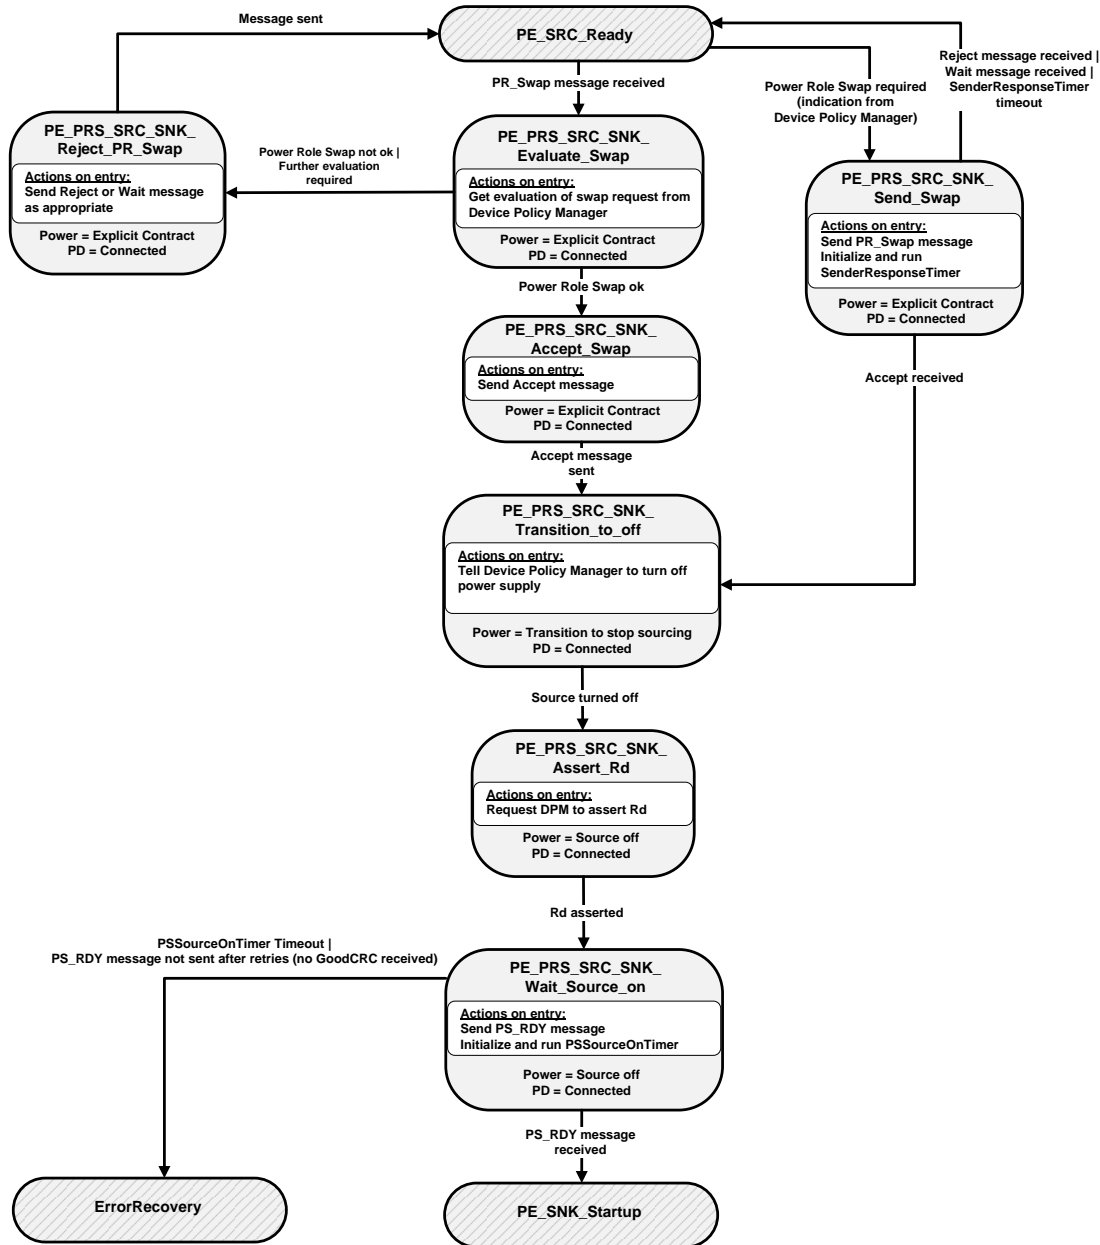 Message sent
PE_SRC_Ready
PR_Swap message received
Power Role Swap required
(indication from
Device Policy Manager)
Reject message received |
Wait message received |
SenderResponseTimer
timeout
PE_PRS_SRC_SNK_
Reject_PR_Swap
Actions on entry:
Send Reject or Wait message
as appropriate
Power = Explicit Contract
PD = Connected
Power Role Swap not ok |
Further evaluation
required
PE_PRS_SRC_SNK_
Evaluate_Swap
Actions on entry:
Get evaluation of swap request from
Device Policy Manager
Power = Explicit Contract
PD = Connected
PE_PRS_SRC_SNK_
Send_Swap
Actions on entry:
Send PR_Swap message
Initialize and run
SenderResponseTimer
Power = Explicit Contract
PD = Connected
Power Role Swap ok
PE_PRS_SRC_SNK_
Accept_Swap
Actions on entry:
Send Accept message
Power = Explicit Contract
PD = Connected
Accept received
Accept message
sent
PE_PRS_SRC_SNK_
Transition_to_off
Actions on entry:
Tell Device Policy Manager to turn off
power supply
Power = Transition to stop sourcing
PD = Connected
Source turned off
PE_PRS_SRC_SNK_
Assert_Rd
Actions on entry:
Request DPM to assert Rd
Power = Source off
PD = Connected
Rd asserted
PSSourceOnTimer Timeout |
PS_RDY message not sent after retries (no GoodCRC received)
PE_PRS_SRC_SNK_
Wait_Source_on
Actions on entry:
Send PS_RDY message
Initialize and run PSSourceOnTimer
Power = Source off
PD = Connected
PS_RDY message
received
ErrorRecovery
PE_SNK_Startup